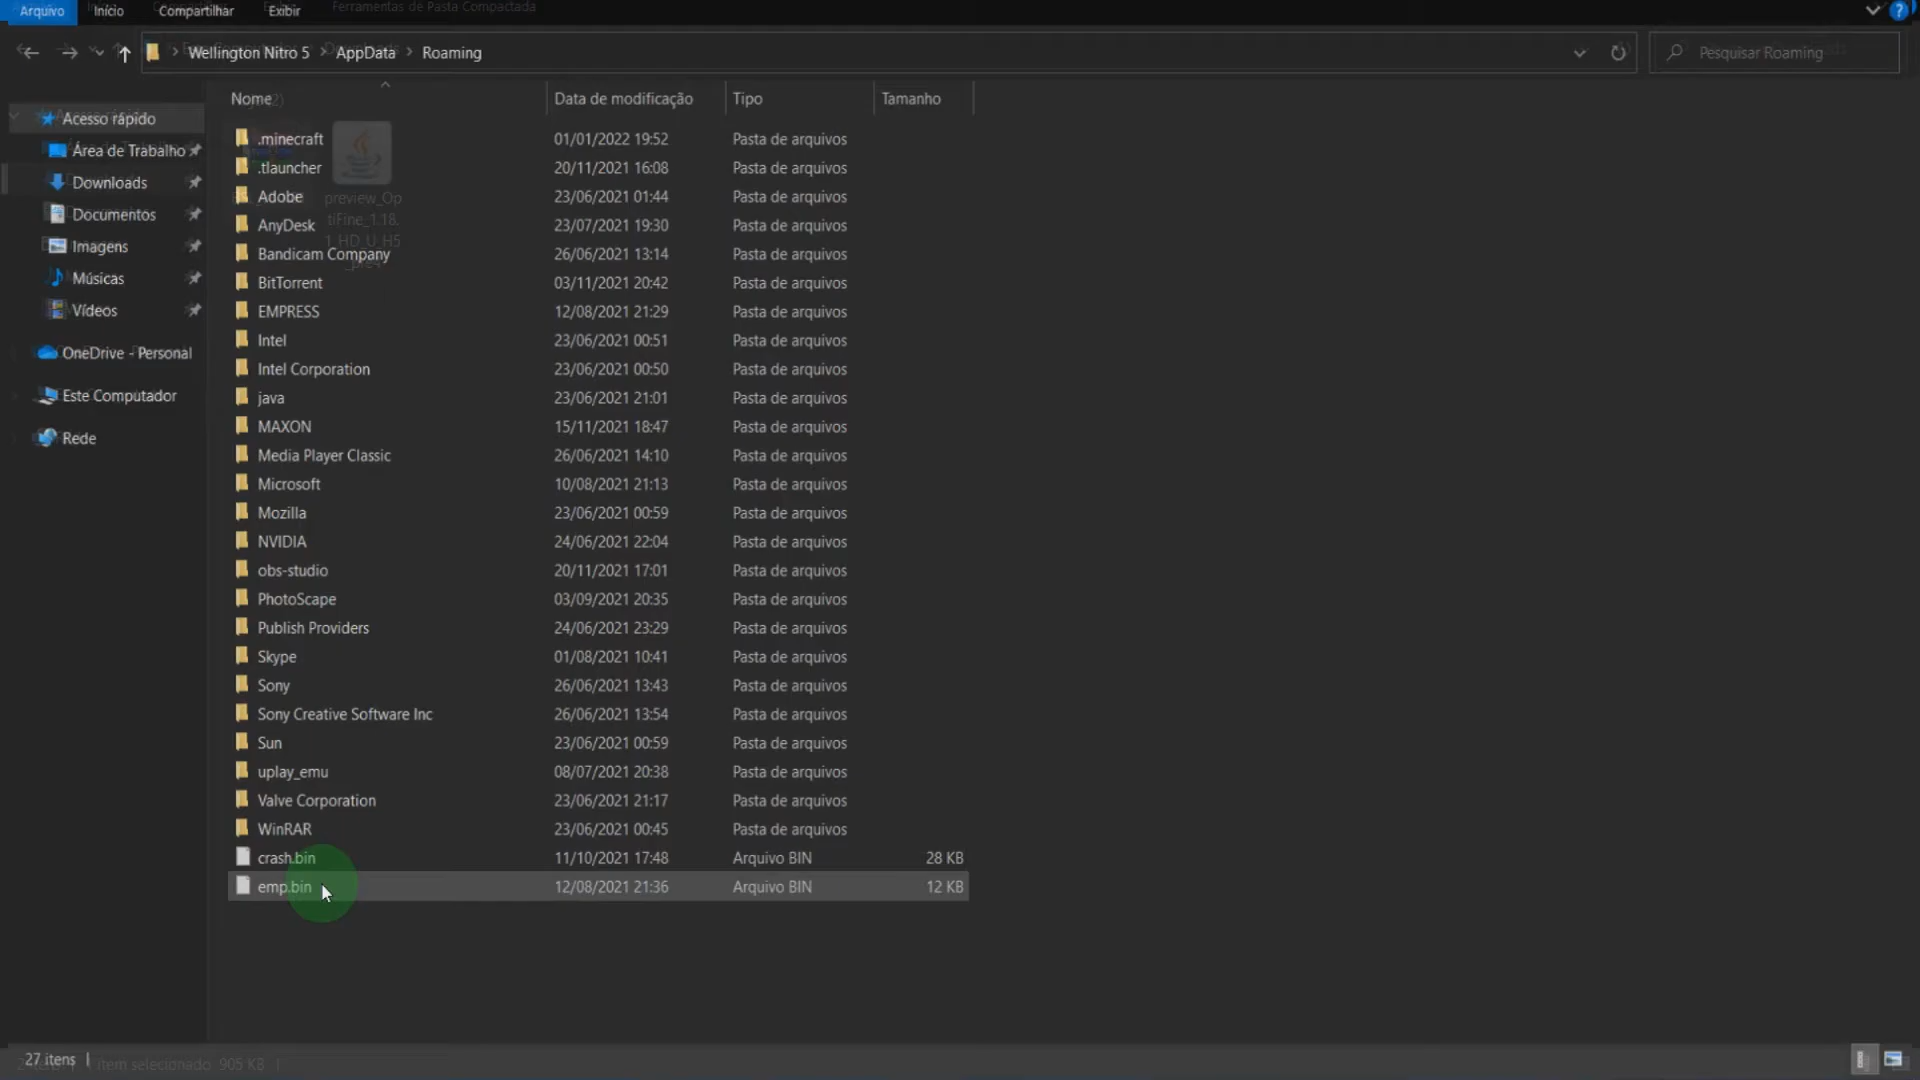 Arquivo Início Compartilhar Exibir Ferramentas de Pasta Compactada
Wellington Nitro 5 > AppData > Roaming Pesquisar Roaming
Nome Data de modificação Tipo Tamanho
Acesso rápido
Área de Trabalho
Downloads
Documentos
Imagens
Músicas
Vídeos
OneDrive - Personal
Este Computador
Rede
.minecraft 01/01/2022 19:52 Pasta de arquivos
.tlauncher 20/11/2021 16:08 Pasta de arquivos
Adobe 23/06/2021 01:44 Pasta de arquivos
AnyDesk 23/07/2021 19:30 Pasta de arquivos
Bandicam Company 26/06/2021 13:14 Pasta de arquivos
BitTorrent 03/11/2021 20:42 Pasta de arquivos
EMPRESS 12/08/2021 21:29 Pasta de arquivos
Intel 23/06/2021 00:51 Pasta de arquivos
Intel Corporation 23/06/2021 00:50 Pasta de arquivos
java 23/06/2021 21:01 Pasta de arquivos
MAXON 15/11/2021 18:47 Pasta de arquivos
Media Player Classic 26/06/2021 14:10 Pasta de arquivos
Microsoft 10/08/2021 21:13 Pasta de arquivos
Mozilla 23/06/2021 00:59 Pasta de arquivos
NVIDIA 24/06/2021 22:04 Pasta de arquivos
obs-studio 20/11/2021 17:01 Pasta de arquivos
PhotoScape 03/09/2021 20:35 Pasta de arquivos
Publish Providers 24/06/2021 23:29 Pasta de arquivos
Skype 01/08/2021 10:41 Pasta de arquivos
Sony 26/06/2021 13:43 Pasta de arquivos
Sony Creative Software Inc 26/06/2021 13:54 Pasta de arquivos
Sun 23/06/2021 00:59 Pasta de arquivos
uplay_emu 08/07/2021 20:38 Pasta de arquivos
Valve Corporation 23/06/2021 21:17 Pasta de arquivos
WinRAR 23/06/2021 00:45 Pasta de arquivos
crash.bin 11/10/2021 17:48 Arquivo BIN 28 KB
emp.bin 12/08/2021 21:36 Arquivo BIN 12 KB
preview_Op
tiFine_1.18.
1_HD_U_H5
27 itens
item selecionado 905 KB